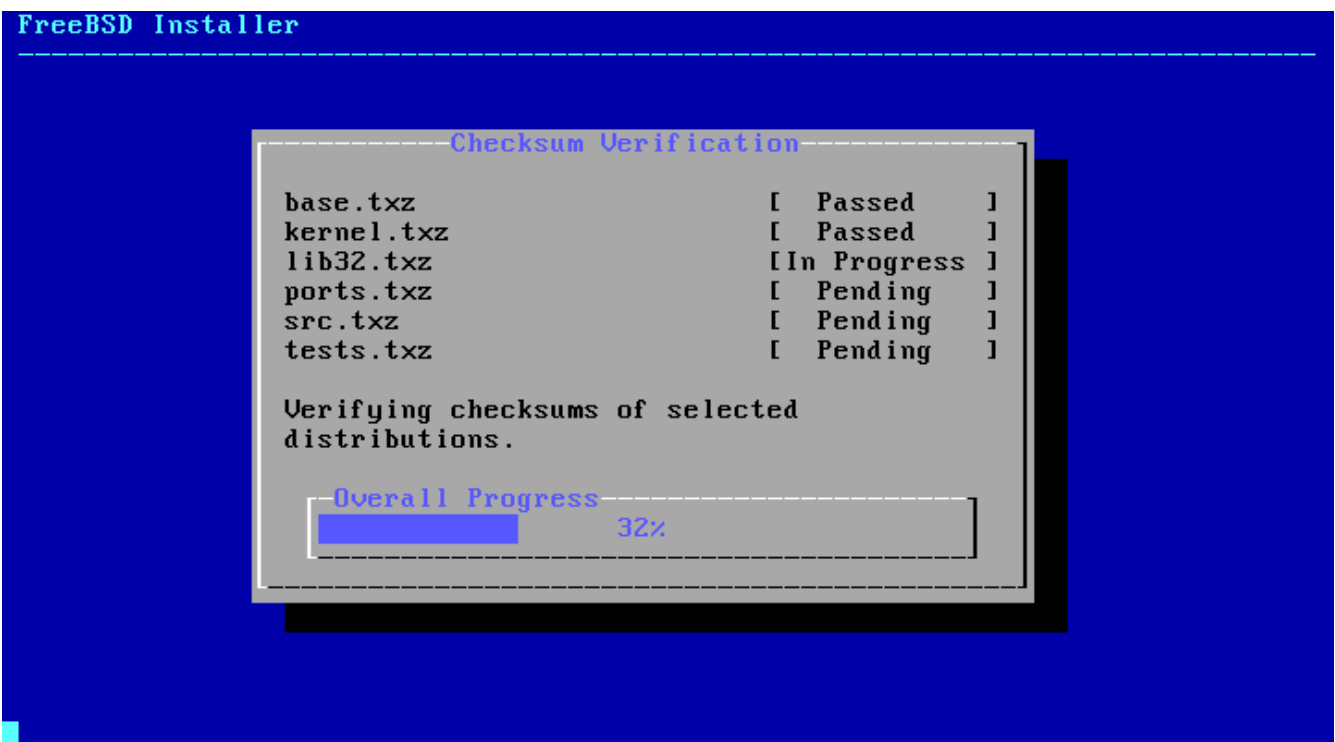 FreeBSD Installer
Checksum Verification
base.txz [ Passed ]
kernel.txz [ Passed ]
lib32.txz [In Progress ]
ports.txz [ Pending ]
src.txz [ Pending ]
tests.txz [ Pending ]
Verifying checksums of selected
distributions.
Overall Progress
32%